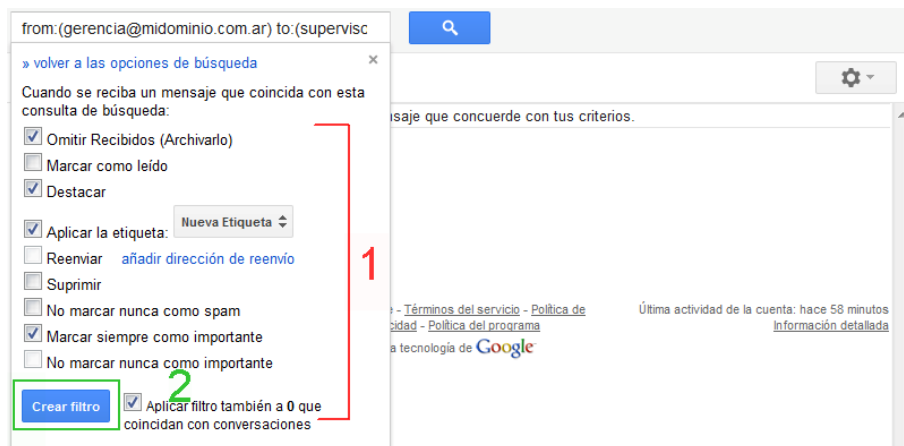 from:(gerencia@midominio.com.ar) to:(supervisc
» volver a las opciones de búsqueda
×
Cuando se reciba un mensaje que coincida con esta
consulta de búsqueda:
saje que concuerde con tus criterios.
Omitir Recibidos (Archivarlo)
Marcar como leído
Destacar
Aplicar la etiqueta: Nueva Etiqueta
Reenviar añadir dirección de reenvío
1
Suprimir
No marcar nunca como spam
Marcar siempre como importante
No marcar nunca como importante
- Términos del servicio - Política de
cidad - Política del programa
a tecnología de Google
Última actividad de la cuenta: hace 58 minutos
Información detallada
2
Crear filtro
Aplicar filtro también a 0 que
coincidan con conversaciones